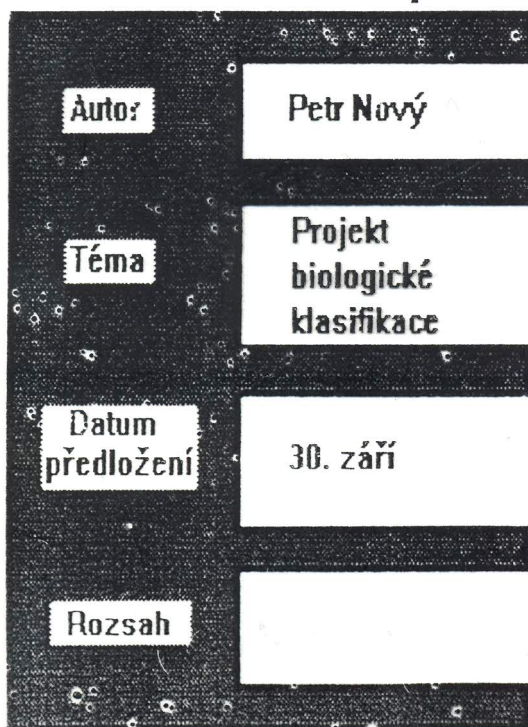 Autor
Petr Nový
Téma
Projekt
biologické
klasifikace
Datum
předložení
30. září
Rozsah